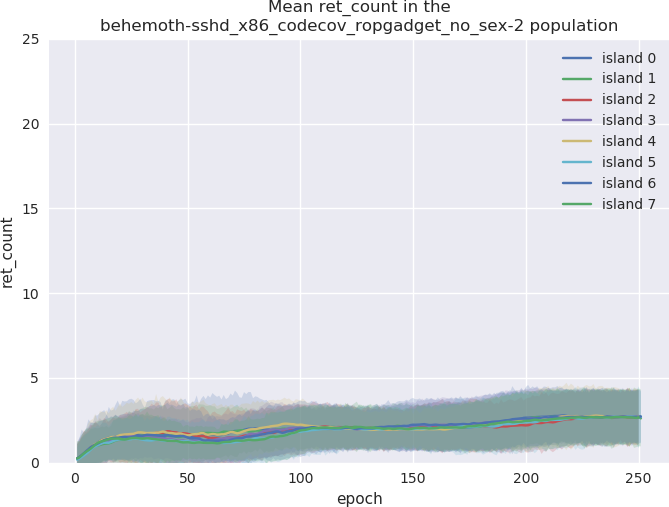 Mean ret_count in the
behemoth-sshd_x86_codecov_ropgadget_no_sex-2 population
25
20
15
10
5
0
ret_count
island 0
island 1
island 2
island 3
island 4
island 5
island 6
island 7
0 50 100 150 200 250
epoch